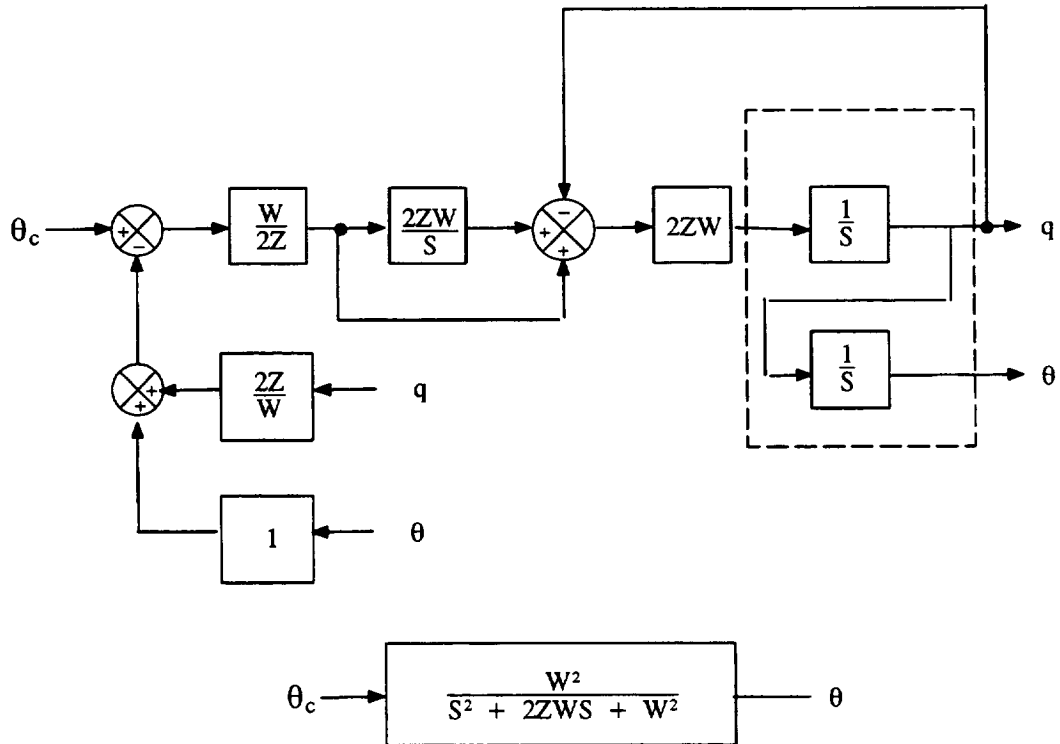 θc
+
−
W
2Z
2ZW
S
−
+
+
2ZW
1
S
q
1
S
θ
+
+
2Z
W
q
1
θ
θc
W²
S² + 2ZWS + W²
θ